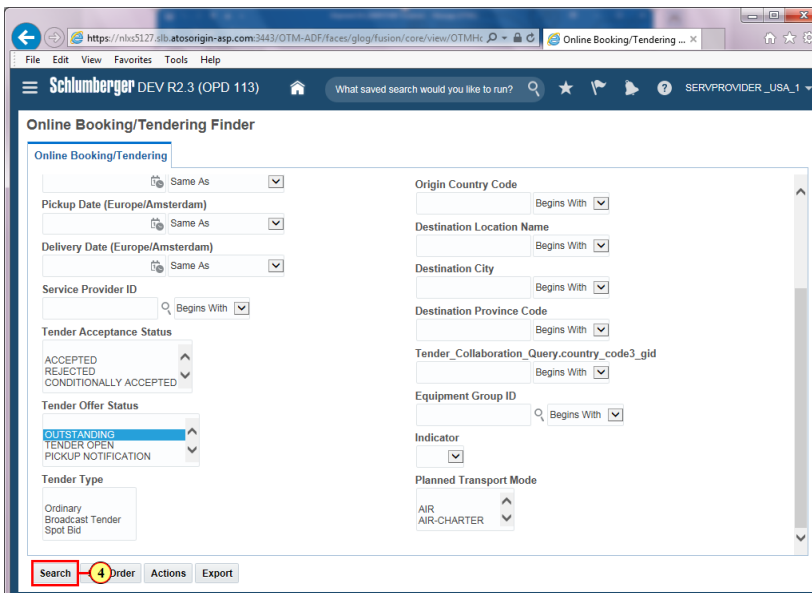 https://nlxs5127.slb.atosorigin-asp.com:3443/OTM-ADF/faces/glog/fusion/core/view/OTMHc
Online Booking/Tendering ...
File Edit View Favorites Tools Help
Schlumberger DEV R2.3 (OPD 113)
What saved search would you like to run?
SERVPROVIDER_USA_1
Online Booking/Tendering Finder
Online Booking/Tendering
Same As
Pickup Date (Europe/Amsterdam)
Same As
Delivery Date (Europe/Amsterdam)
Same As
Service Provider ID
Begins With
Tender Acceptance Status
ACCEPTED
REJECTED
CONDITIONALLY ACCEPTED
Tender Offer Status
OUTSTANDING
TENDER OPEN
PICKUP NOTIFICATION
Tender Type
Ordinary
Broadcast Tender
Spot Bid
Origin Country Code
Begins With
Destination Location Name
Begins With
Destination City
Begins With
Destination Province Code
Begins With
Tender_Collaboration_Query.country_code3_gid
Begins With
Equipment Group ID
Begins With
Indicator
Planned Transport Mode
AIR
AIR-CHARTER
Search 4 Order Actions Export